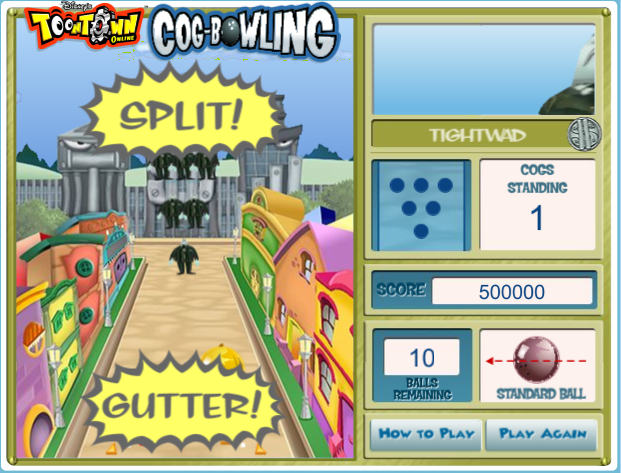 Disney's
TOONTOWN
ONLINE
COG-BOWLING
SPLIT!
GUTTER!
TIGHTWAD
COGS
STANDING
1
SCORE 500000
10
BALLS
REMAINING
STANDARD BALL
HOW TO PLAY
PLAY AGAIN